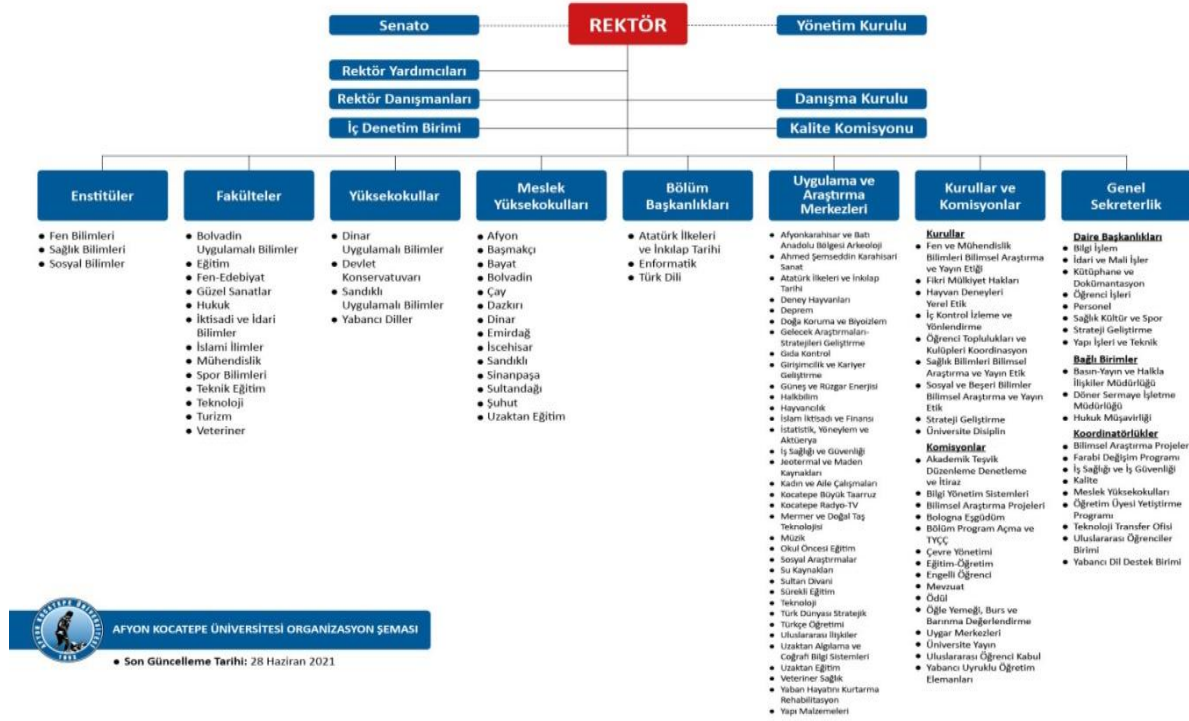 Senato
REKTÖR
Yönetim Kurulu
Rektör Yardımcıları
Rektör Danışmanları
Danışma Kurulu
İç Denetim Birimi
Kalite Komisyonu
Enstitüler
• Fen Bilimleri
• Sağlık Bilimleri
• Sosyal Bilimler
Fakülteler
• Bolvadin
Uygulamalı Bilimler
• Eğitim
• Fen-Edebiyat
• Güzel Sanatlar
• Hukuk
• İktisadi ve İdari
Bilimler
• İslami İlimler
• Mühendislik
• Spor Bilimleri
• Teknik Eğitim
• Teknoloji
• Turizm
• Veteriner
Yüksekokullar
• Dinar
Uygulamalı Bilimler
• Devlet
Konservatuvarı
• Sandıklı
Uygulamalı Bilimler
• Yabancı Diller
Meslek
Yüksekokulları
• Afyon
• Başmakçı
• Bayat
• Bolvadin
• Çay
• Dazkırı
• Dinar
• Emirdağ
• İscehisar
• Sandıklı
• Sinanpaşa
• Sultandağı
• Şuhut
• Uzaktan Eğitim
Bölüm
Başkanlıkları
• Atatürk İlkeleri
ve İnkılap Tarihi
• Enformatik
• Türk Dili
Uygulama ve
Araştırma
Merkezleri
• Afyonkarahisar ve Batı
Anadolu Bölgesi Arkeoloji
• Ahmed Şemseddin Karahisari
Sanat
• Atatürk İlkeleri ve İnkılap
Tarihi
• Deney Hayvanları
• Deprem
• Doğa Koruma ve Biyoizlem
• Gelecek Araştırmaları-
Stratejileri Geliştirme
• Gıda Kontrol
• Girişimcilik ve Kariyer
Geliştirme
• Güneş ve Rüzgar Enerjisi
• Halkbilim
• Hayvancılık
• İslam İktisadı ve Finansı
• İstatistik, Yöneylem ve
Aktüerya
• İş Sağlığı ve Güvenliği
• Jeotermal ve Maden
Kaynakları
• Kadın ve Aile Çalışmaları
• Kocatepe Büyük Taarruz
• Kocatepe Radyo-TV
• Mermer ve Doğal Taş
Teknolojisi
• Müzik
• Okul Öncesi Eğitim
• Sosyal Araştırmalar
• Su Kaynakları
• Sultan Divani
• Sürekli Eğitim
• Teknoloji
• Türk Dünyası Stratejik
• Türkçe Öğretimi
• Uluslararası İlişkiler
• Uzaktan Algılama ve
Coğrafi Bilgi Sistemleri
• Uzaktan Eğitim
• Veteriner Sağlık
• Yaban Hayatını Kurtarma
Rehabilitasyon
• Yapı Malzemeleri
Kurullar ve
Komisyonlar
Kurullar
• Fen ve Mühendislik
Bilimleri Bilimsel Araştırma
ve Yayın Etiği
• Fikri Mülkiyet Hakları
• Hayvan Deneyleri
Yerel Etik
• İç Kontrol İzleme ve
Yönlendirme
• Öğrenci Toplulukları ve
Kulüpleri Koordinasyon
• Sağlık Bilimleri Bilimsel
Araştırma ve Yayın Etik
• Sosyal ve Beşeri Bilimler
Bilimsel Araştırma ve Yayın
Etik
• Strateji Geliştirme
• Üniversite Disiplin
Komisyonlar
• Akademik Teşvik
Düzenleme Denetleme
ve İtiraz
• Bilgi Yönetim Sistemleri
• Bilimsel Araştırma Projeleri
• Bologna Eşgüdüm
• Bölüm Program Açma ve
TYÇÇ
• Çevre Yönetimi
• Eğitim-Öğretim
• Engelli Öğrenci
• Mevzuat
• Ödül
• Öğle Yemeği, Burs ve
Barınma Değerlendirme
• Uygar Merkezleri
• Üniversite Yayın
• Uluslararası Öğrenci Kabul
• Yabancı Uyruklu Öğretim
Elemanları
Genel
Sekreterlik
Daire Başkanlıkları
• Bilgi İşlem
• İdari ve Mali İşler
• Kütüphane ve
Dokümantasyon
• Öğrenci İşleri
• Personel
• Sağlık Kültür ve Spor
• Strateji Geliştirme
• Yapı İşleri ve Teknik
Bağlı Birimler
• Basın-Yayın ve Halkla
İlişkiler Müdürlüğü
• Döner Sermaye İşletme
Müdürlüğü
• Hukuk Müşavirliği
Koordinatörlükler
• Bilimsel Araştırma Projeler
• Farabi Değişim Programı
• İş Sağlığı ve İş Güvenliği
• Kalite
• Meslek Yüksekokulları
• Öğretim Üyesi Yetiştirme
Programı
• Teknoloji Transfer Ofisi
• Uluslararası Öğrenciler
Birimi
• Yabancı Dil Destek Birimi
AFYON KOCATEPE ÜNİVERSİTESİ
1992
AFYON KOCATEPE ÜNİVERSİTESİ ORGANİZASYON ŞEMASI
• Son Güncelleme Tarihi: 28 Haziran 2021